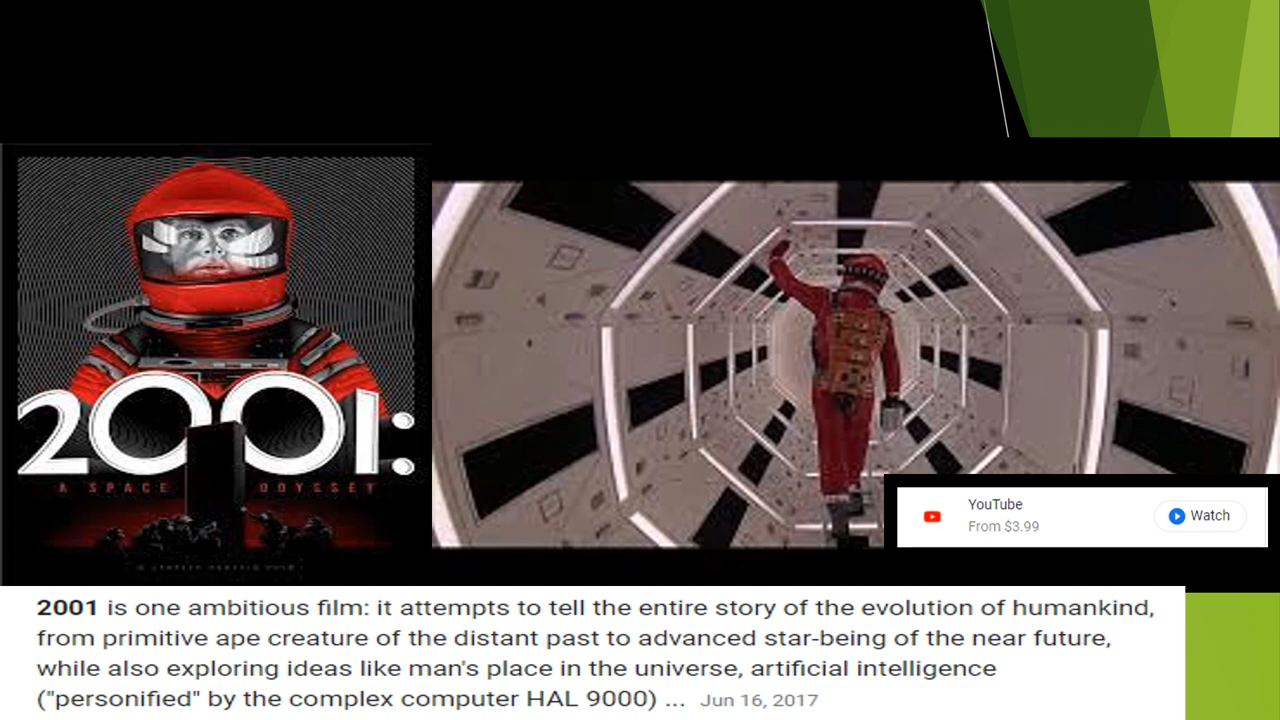 2001:
A SPACE ODYSSEY
YouTube
From $3.99
Watch
2001 is one ambitious film: it attempts to tell the entire story of the evolution of humankind,
from primitive ape creature of the distant past to advanced star-being of the near future,
while also exploring ideas like man's place in the universe, artificial intelligence
("personified" by the complex computer HAL 9000) ... Jun 16, 2017